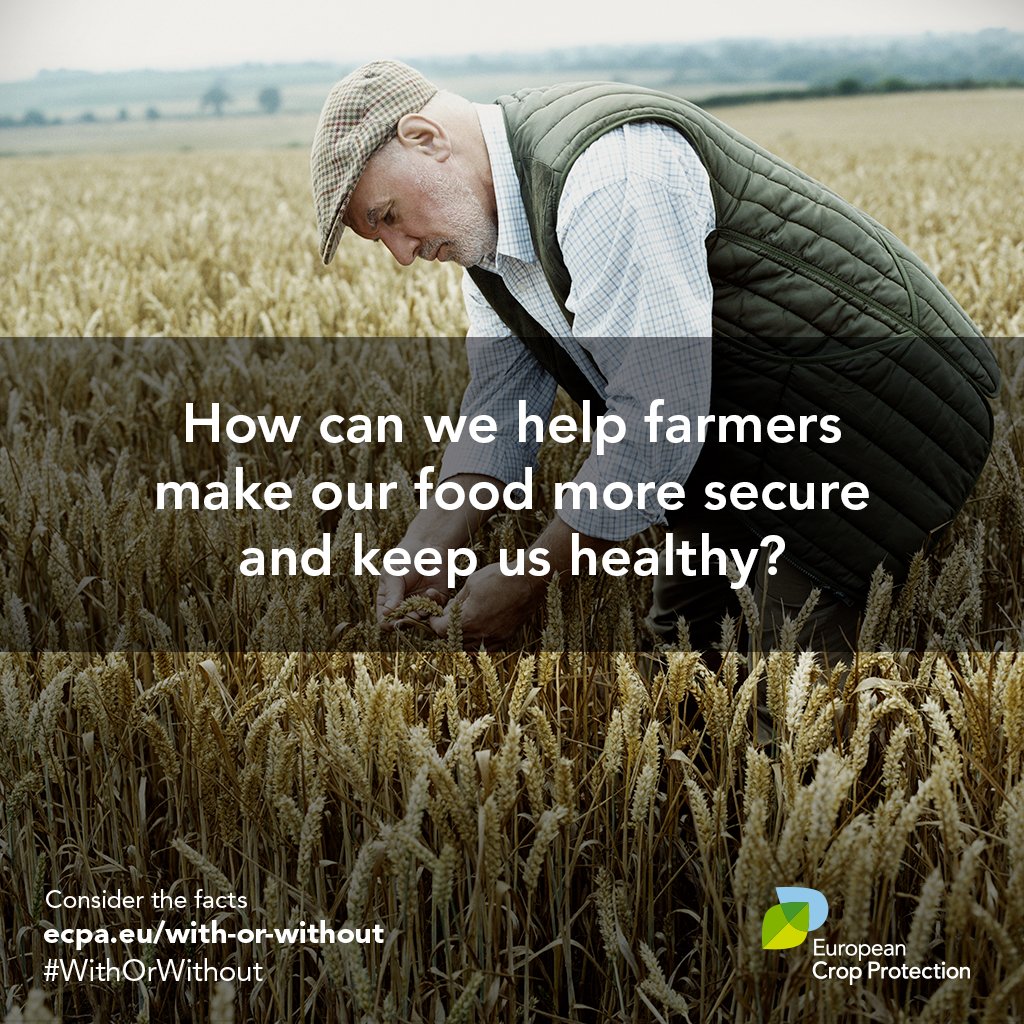 How can we help farmers
make our food more secure
and keep us healthy?
Consider the facts
ecpa.eu/with-or-without
#WithOrWithout
European
Crop Protection